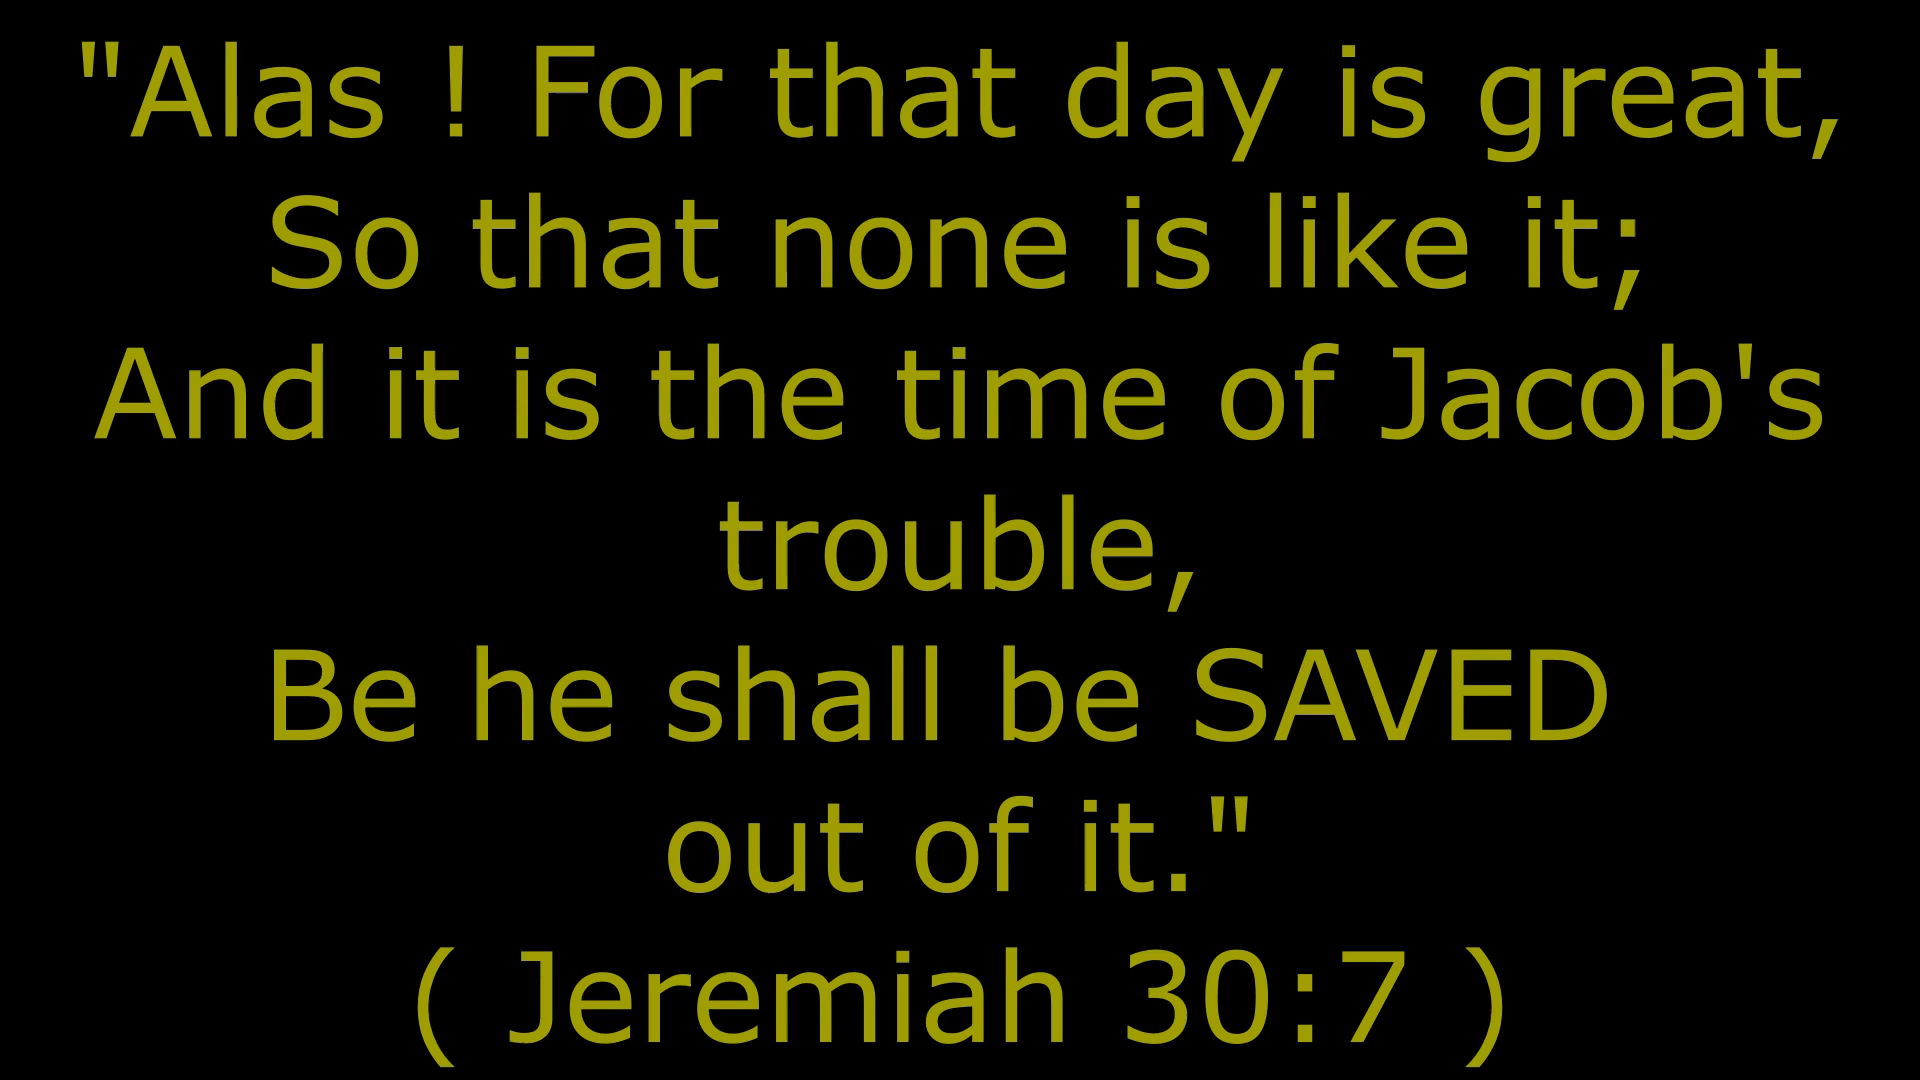 "Alas ! For that day is great,
So that none is like it;
And it is the time of Jacob's
trouble,
Be he shall be SAVED
out of it."
( Jeremiah 30:7 )